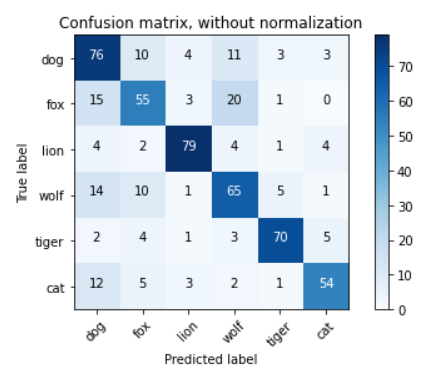 Confusion matrix, without normalization
dog 76 10 4 11 3 3
fox 15 55 3 20 1 0
lion 4 2 79 4 1 4
wolf 14 10 1 65 5 1
tiger 2 4 1 3 70 5
cat 12 5 3 2 1 54
dog fox lion wolf tiger cat
Predicted label
True label
70
60
50
40
30
20
10
0